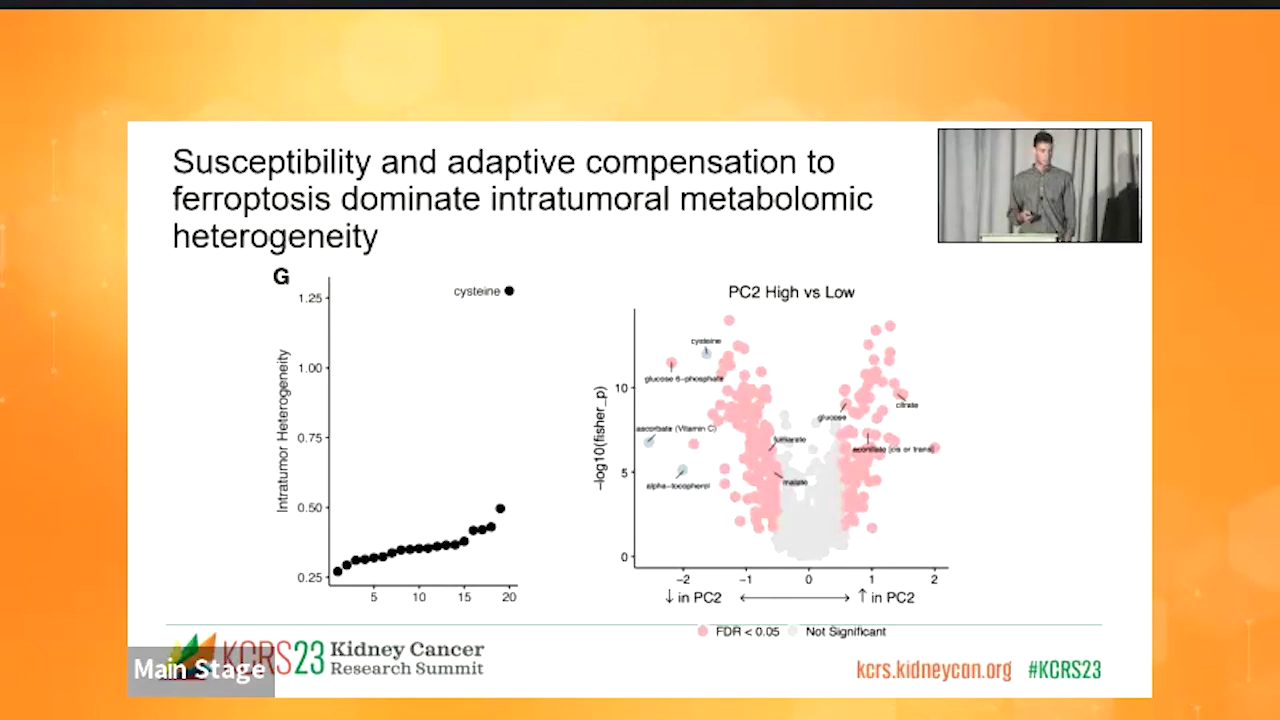 Susceptibility and adaptive compensation to
ferroptosis dominate intratumoral metabolomic
heterogeneity
G
cysteine
1.25
1.00
0.75
0.50
0.25
Intratumor Heterogeneity
5 10 15 20
PC2 High vs Low
cysteine
glucose 6-phosphate
citrate
glucose
ascorbate (Vitamin C)
fumarate
aconitate [cis or trans]
malate
alpha-tocopherol
10
5
0
−log10(fisher_p)
−2 −1 0 1 2
↓ in PC2 ↑ in PC2
FDR < 0.05 Not Significant
KCRS23 Kidney Cancer
Research Summit
Main Stage
kcrs.kidneycan.org #KCRS23